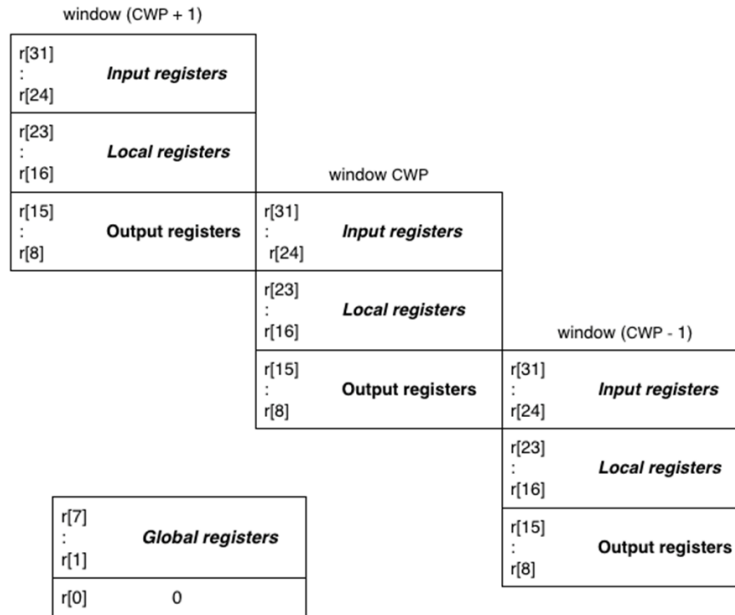 window (CWP + 1)
r[31]
:
r[24]
Input registers
r[23]
:
r[16]
Local registers
r[15]
:
r[8]
Output registers
window CWP
r[31]
:
r[24]
Input registers
r[23]
:
r[16]
Local registers
r[15]
:
r[8]
Output registers
window (CWP - 1)
r[31]
:
r[24]
Input registers
r[23]
:
r[16]
Local registers
r[15]
:
r[8]
Output registers
r[7]
:
r[1]
Global registers
r[0] 0